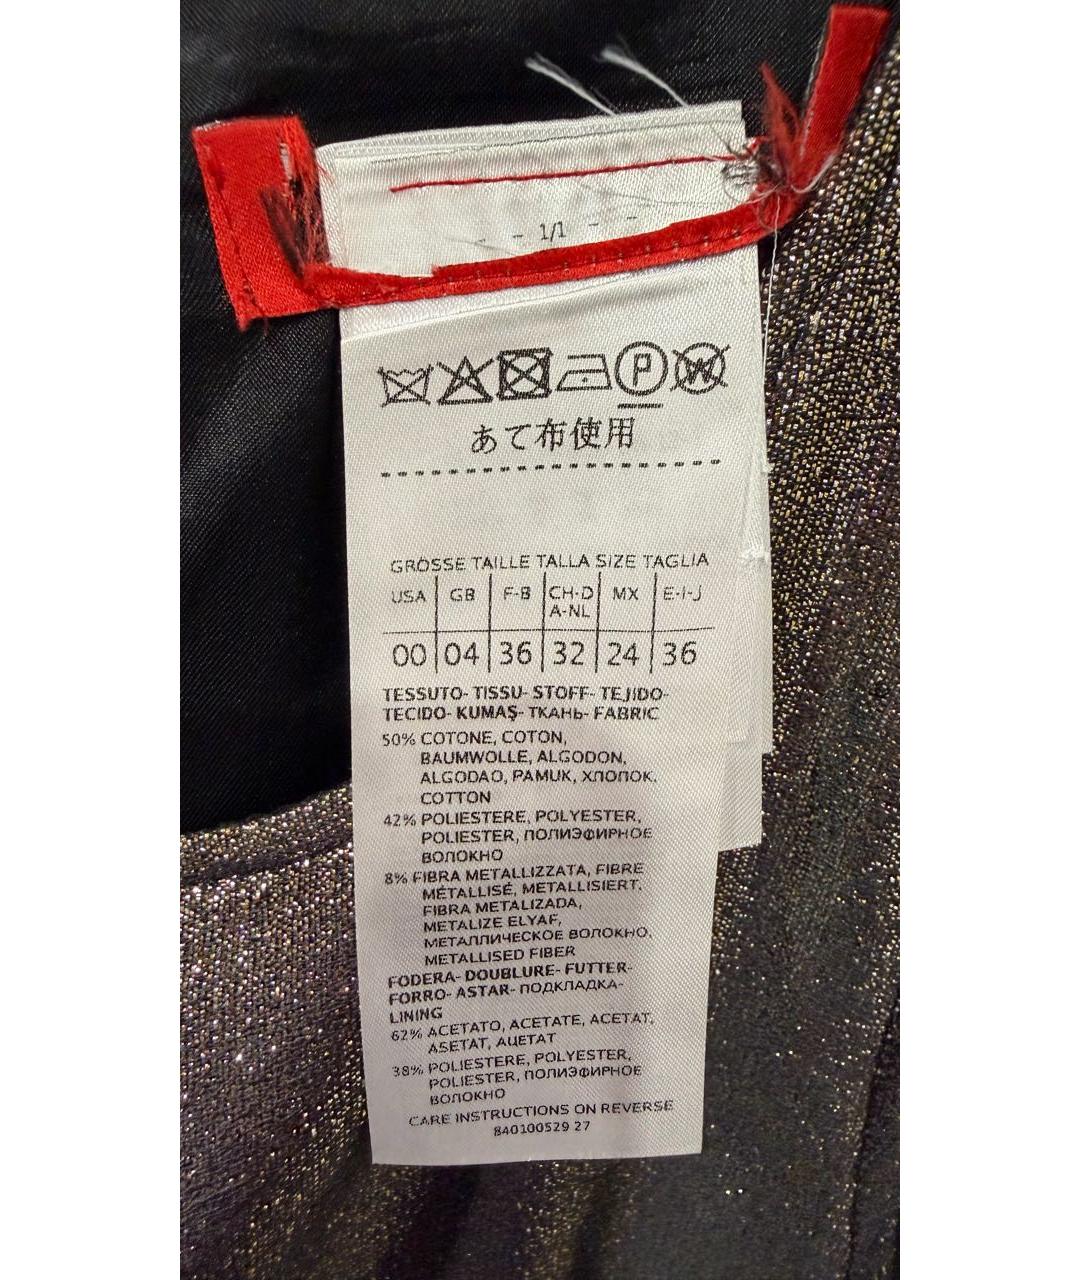 - - 1/1 - -
P W
あて布使用
GRÖSSE TAILLE TALLA SIZE TAGLIA
USA GB F-B CH-D A-NL MX E-I-J
00 04 36 32 24 36
TESSUTO- TISSU- STOFF- TEJIDO-
TECIDO- KUMAŞ- ТКАНЬ- FABRIC
50% COTONE, COTON,
BAUMWOLLE, ALGODON,
ALGODAO, PAMUK, ХЛОПОК,
COTTON
42% POLIESTERE, POLYESTER,
POLIESTER, ПОЛИЭФИРНОЕ
ВОЛОКНО
8% FIBRA METALLIZZATA, FIBRE
MÉTALLISÉ, METALLISIERT,
FIBRA METALIZADA,
METALIZE ELYAF,
МЕТАЛЛИЧЕСКОЕ ВОЛОКНО,
METALLISED FIBER
FODERA- DOUBLURE- FUTTER-
FORRO- ASTAR- ПОДКЛАДКА-
LINING
62% ACETATO, ACETATE, ACETAT,
ASETAT, АЦЕТАТ
38% POLIESTERE, POLYESTER,
POLIESTER, ПОЛИЭФИРНОЕ
ВОЛОКНО
CARE INSTRUCTIONS ON REVERSE
840100529 27